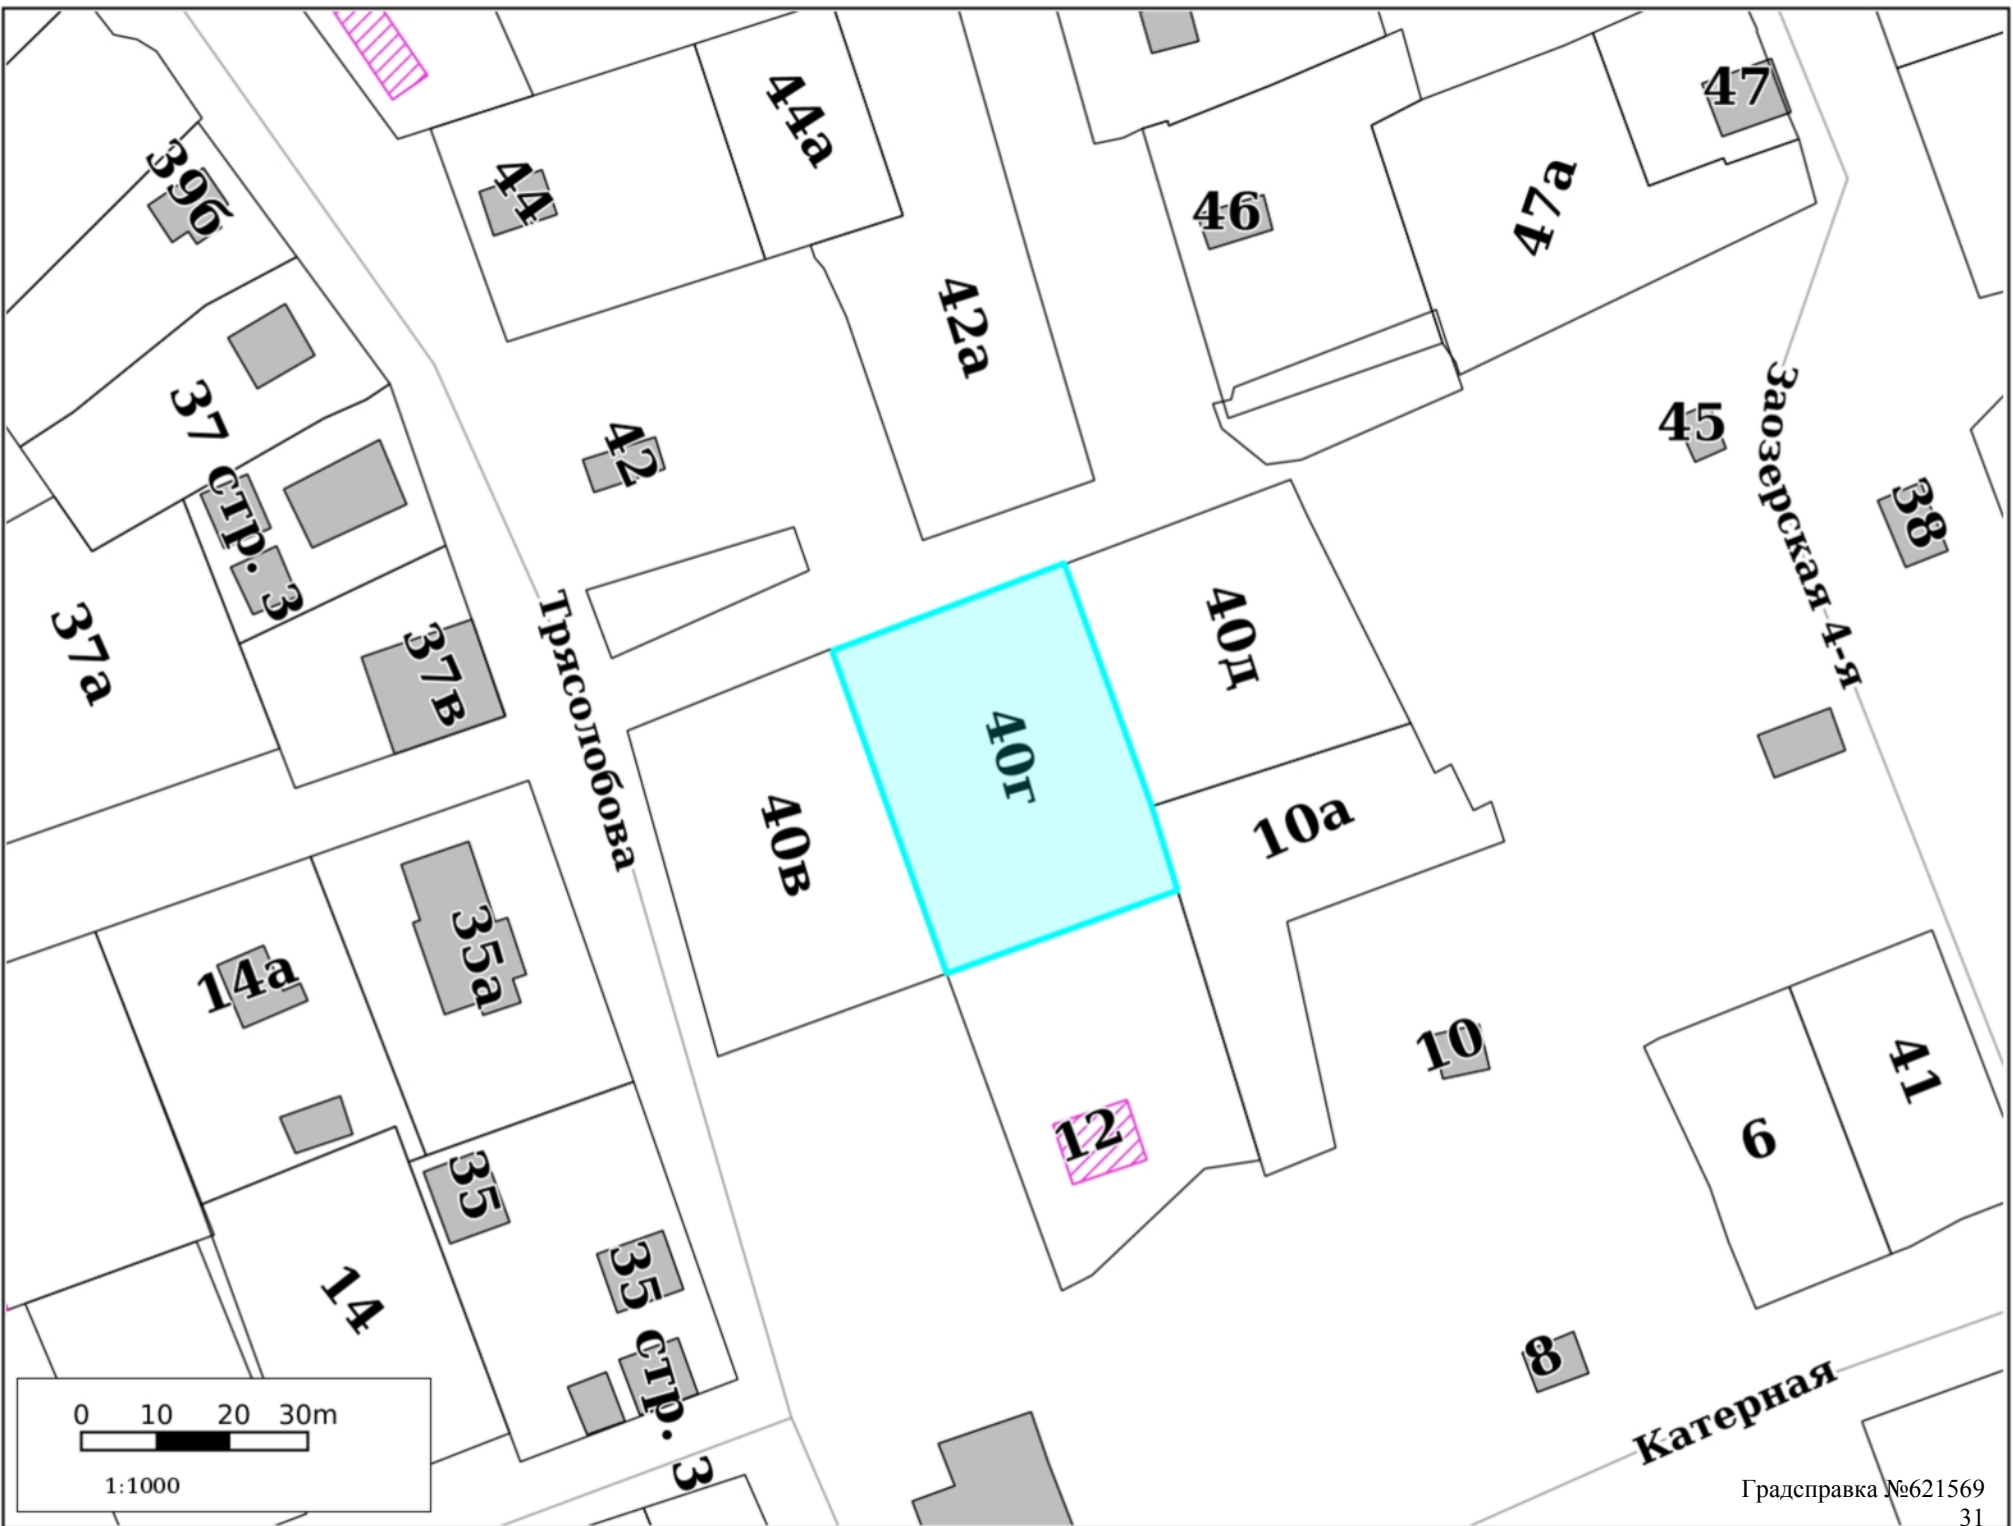 47
44а
39б
44
46
47а
42а
37 стр. 3
42
45
Заозерская 4-я
38
37а
37в
Трясолобова
40д
40г
40в
10а
35а
14а
10
41
6
12
35
14
35 стр. 3
8
Катерная
0 10 20 30m
1:1000
Градсправка №621569
31